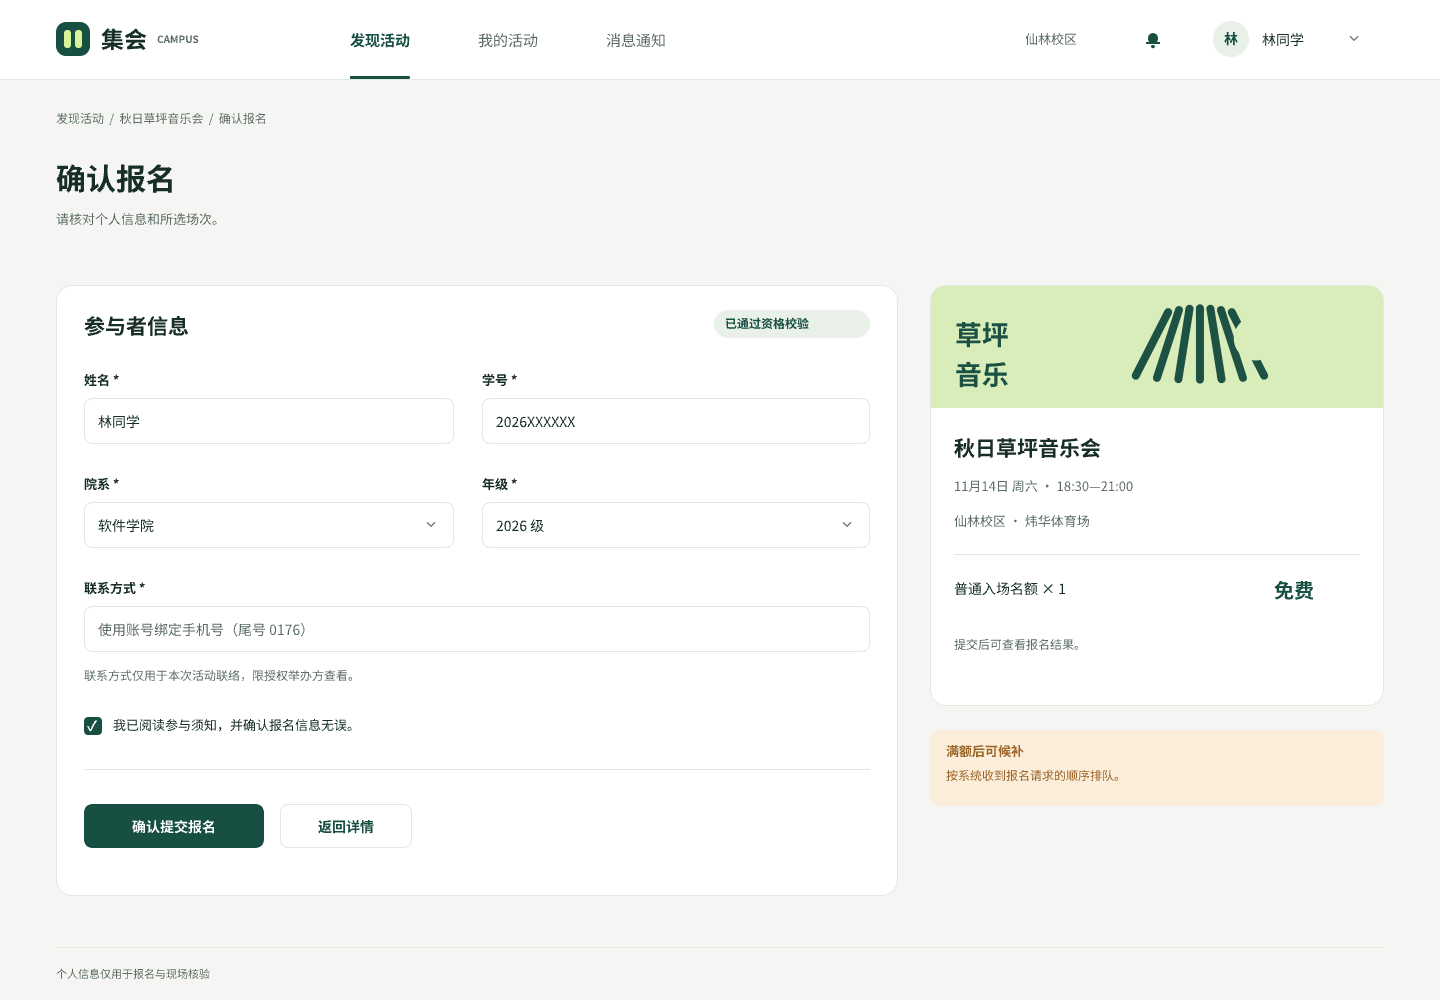 集会 CAMPUS
发现活动
我的活动
消息通知
仙林校区
林 林同学
发现活动 / 秋日草坪音乐会 / 确认报名
确认报名
请核对个人信息和所选场次。
参与者信息
已通过资格校验
姓名 *
林同学
学号 *
2026XXXXXX
院系 *
软件学院
年级 *
2026 级
联系方式 *
使用账号绑定手机号（尾号 0176）
联系方式仅用于本次活动联络，限授权举办方查看。
我已阅读参与须知，并确认报名信息无误。
确认提交报名
返回详情
草坪
音乐
秋日草坪音乐会
11月14日 周六 · 18:30—21:00
仙林校区 · 炜华体育场
普通入场名额 × 1
免费
提交后可查看报名结果。
满额后可候补
按系统收到报名请求的顺序排队。
个人信息仅用于报名与现场核验